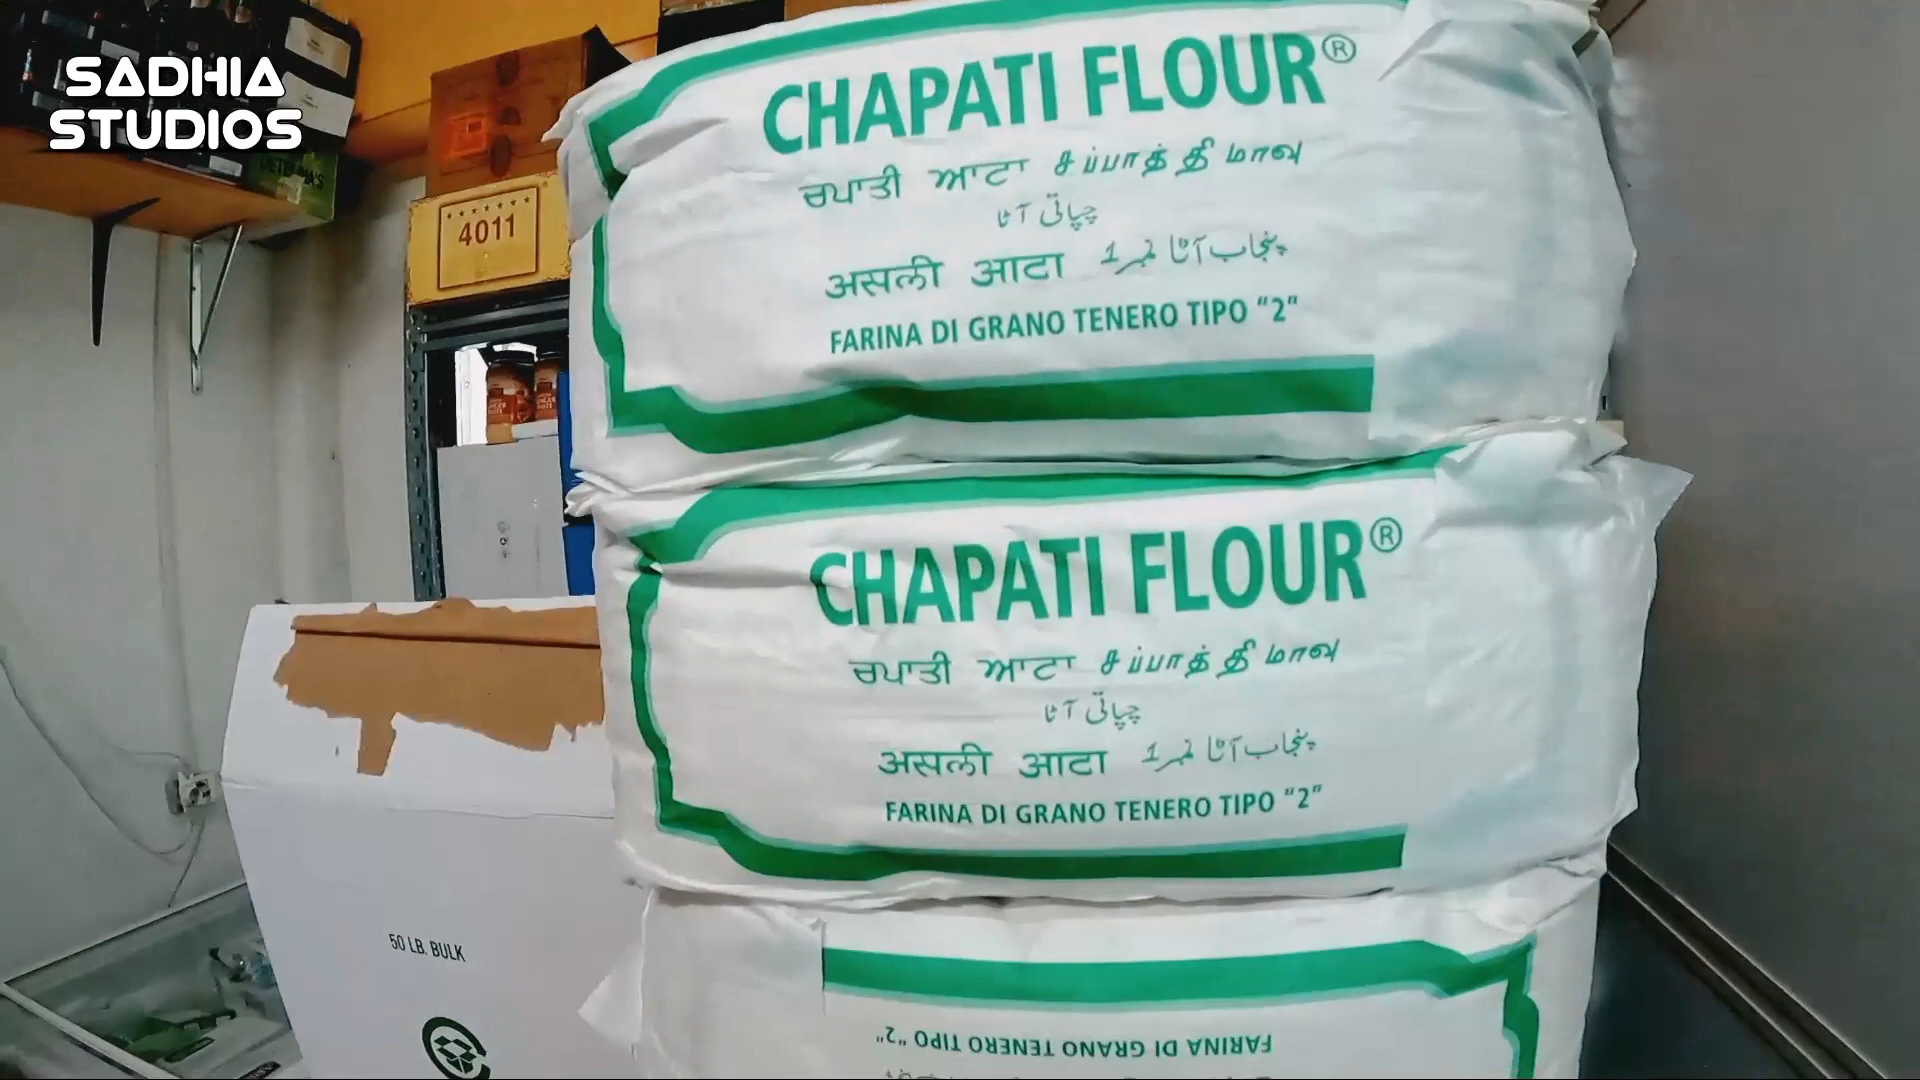 SADHIA
STUDIOS
4011
CHAPATI FLOUR®
ਚਪਾਤੀ ਆਟਾ சப்பாத்தி மாவு
چپاتی آٹا
असली आटा پنجاب آٹا نمبر 1
FARINA DI GRANO TENERO TIPO "2"
CHAPATI FLOUR®
ਚਪਾਤੀ ਆਟਾ சப்பாத்தி மாவு
چپاتی آٹا
असली आटा پنجاب آٹا نمبر 1
FARINA DI GRANO TENERO TIPO "2"
50 LB. BULK
FARINA DI GRANO TENERO TIPO "2"